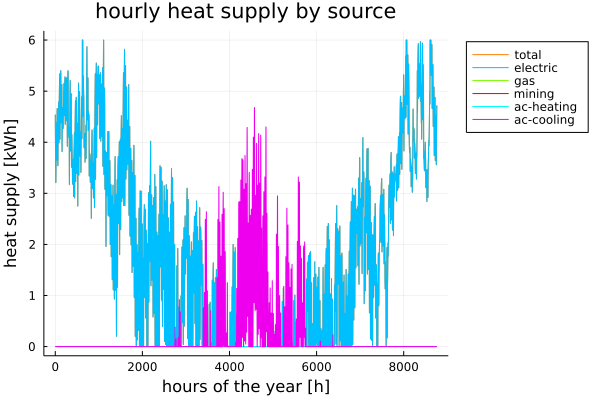 hourly heat supply by source
6
5
4
3
2
1
0
heat supply [kWh]
0
2000
4000
6000
8000
hours of the year [h]
total
electric
gas
mining
ac-heating
ac-cooling